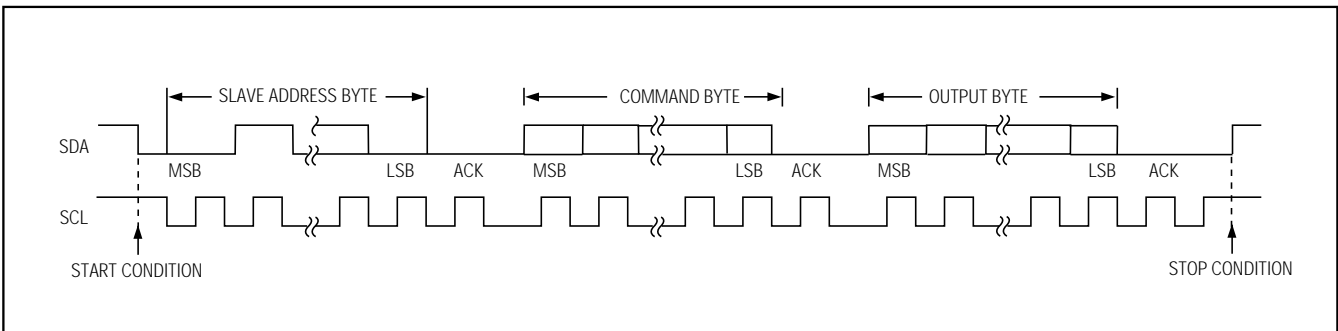 SLAVE ADDRESS BYTE COMMAND BYTE OUTPUT BYTE
SDA
MSB LSB ACK MSB LSB ACK MSB LSB ACK
SCL
START CONDITION STOP CONDITION